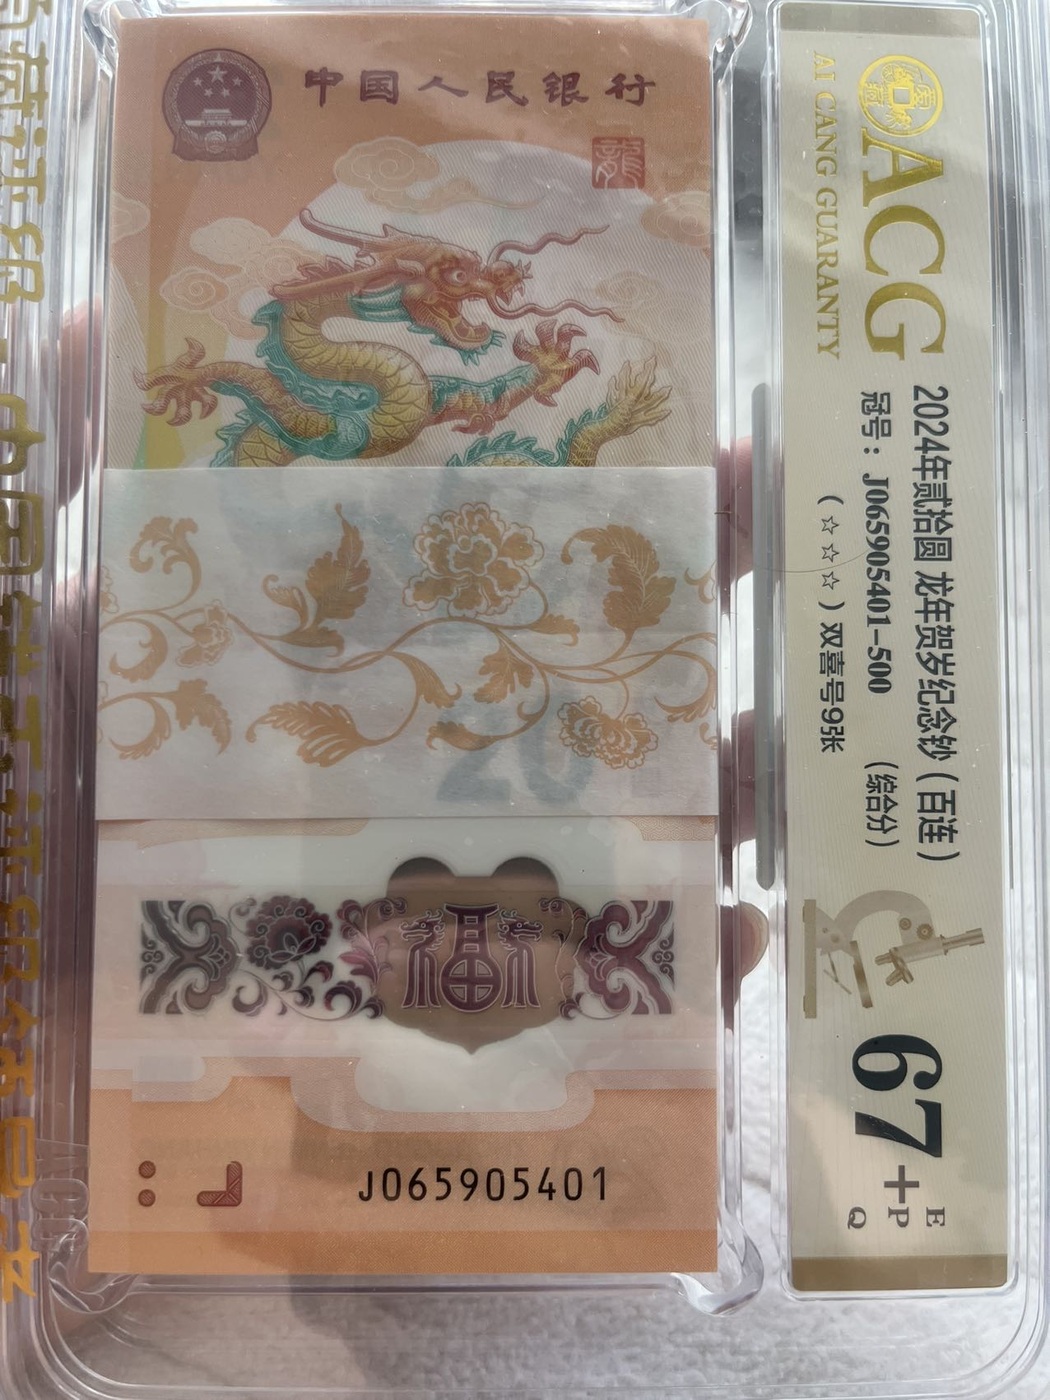 中国人民银行
龍
20
福
J065905401
ACG
AI CANG GUARANTY
2024年贰拾圆 龙年贺岁纪念钞（百连）
冠号：J065905401-500 （综合分）
（☆☆☆）双喜号9张
67+
E
P
Q